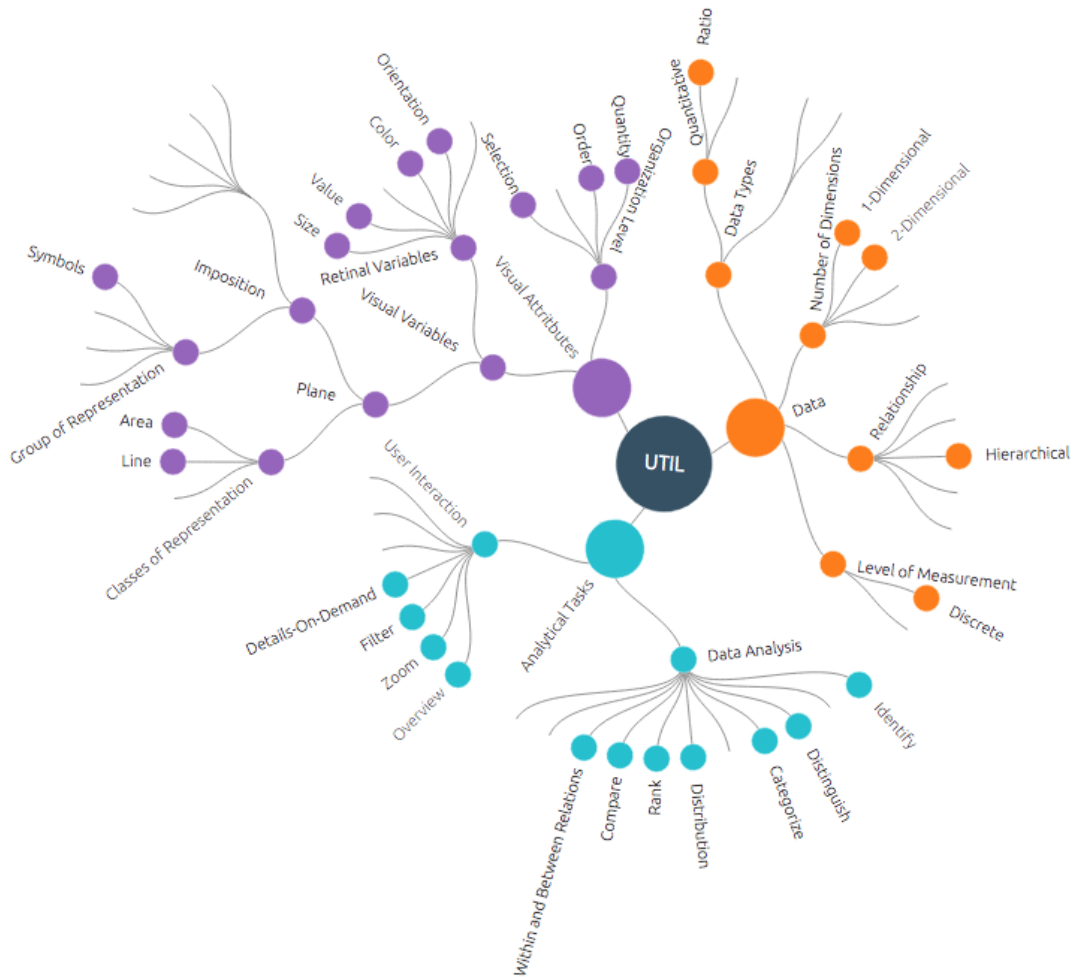 Ratio
Quantitative
Data Types
Orientation
Color
Value
Size
Retinal Variables
Selection
Order
Quantity
Organization Level
Number of Dimensions
1-Dimensional
2-Dimensional
Symbols
Imposition
Visual Variables
Visual Attritbutes
Group of Representation
Plane
Area
Line
Classes of Representation
Data
Relationship
Hierarchical
UTIL
User Interaction
Level of Measurement
Discrete
Details-On-Demand
Filter
Zoom
Overview
Analytical Tasks
Data Analysis
Identify
Distinguish
Categorize
Distribution
Rank
Compare
Within and Between Relations